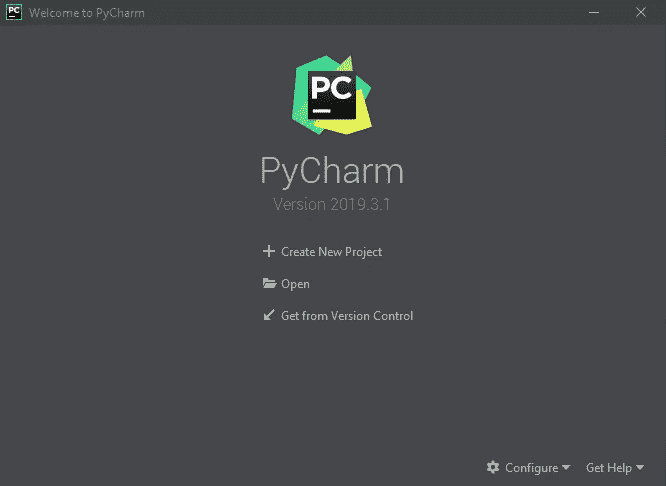 PC Welcome to PyCharm
PC
PyCharm
Version 2019.3.1
Create New Project
Open
Get from Version Control
Configure Get Help